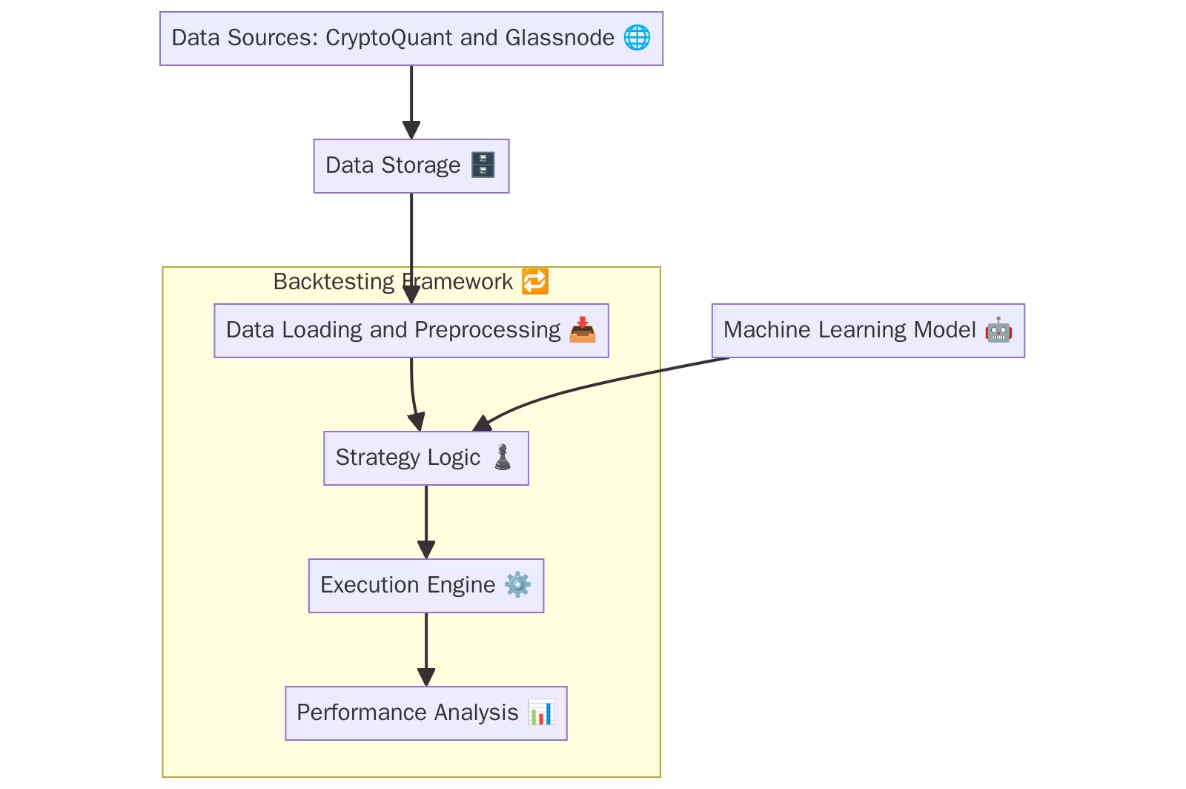 Data Sources: CryptoQuant and Glassnode 🌐
Data Storage 🗄️
Backtesting Framework 🔁
Data Loading and Preprocessing 📥
Machine Learning Model 🤖
Strategy Logic ♟️
Execution Engine ⚙️
Performance Analysis 📊